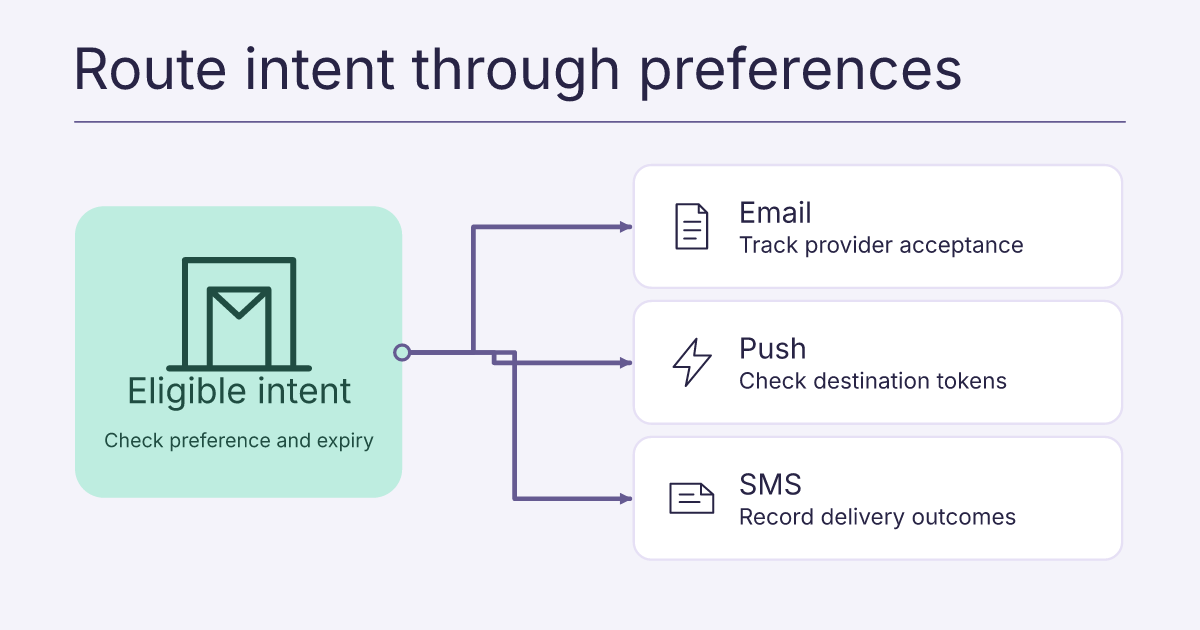 Route intent through preferences
Eligible intent
Check preference and expiry
Email
Track provider acceptance
Push
Check destination tokens
SMS
Record delivery outcomes